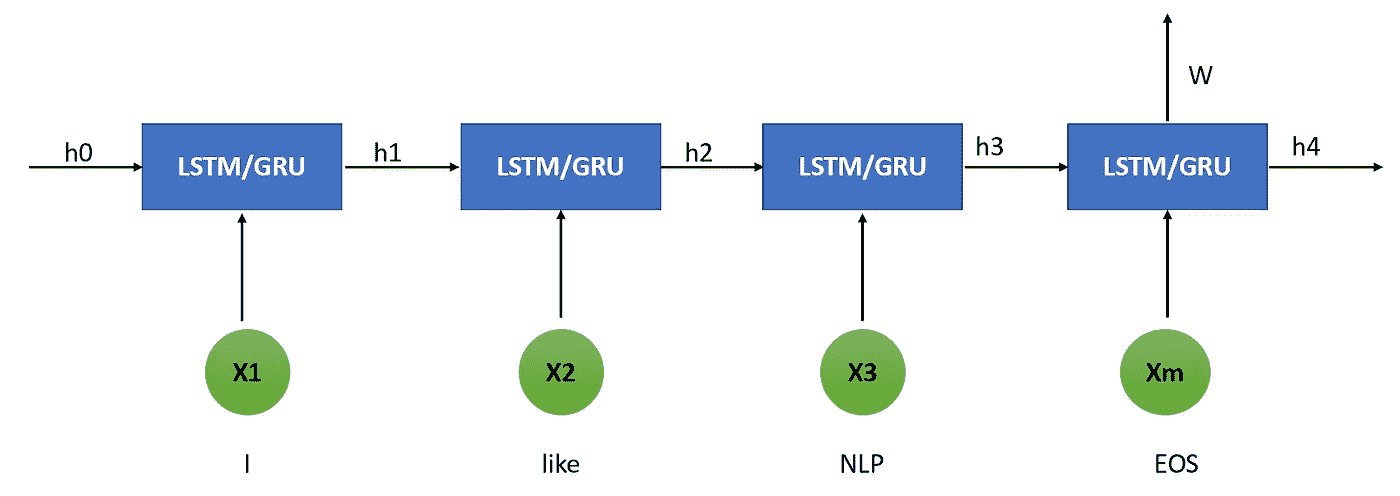 W
h0
LSTM/GRU
h1
LSTM/GRU
h2
LSTM/GRU
h3
LSTM/GRU
h4
X1
X2
X3
Xm
I
like
NLP
EOS